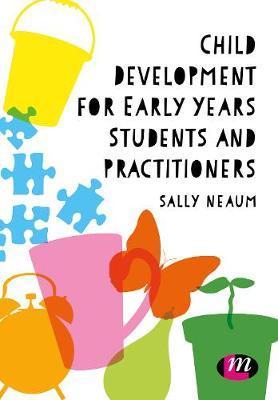 CHILD
DEVELOPMENT
FOR EARLY YEARS
STUDENTS AND
PRACTITIONERS
SALLY NEAUM
m